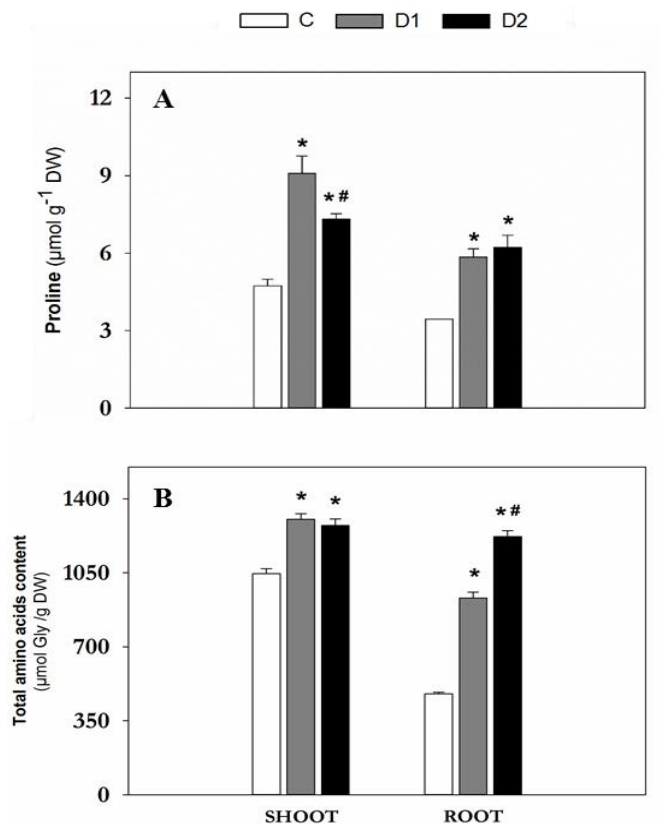 C D1 D2
A
12
9
6
3
0
Proline (µmol g⁻¹ DW)
*
* #
*
*
B
1400
1050
700
350
0
Total amino acids content
(µmol Gly /g DW)
*
*
*
* #
SHOOT ROOT